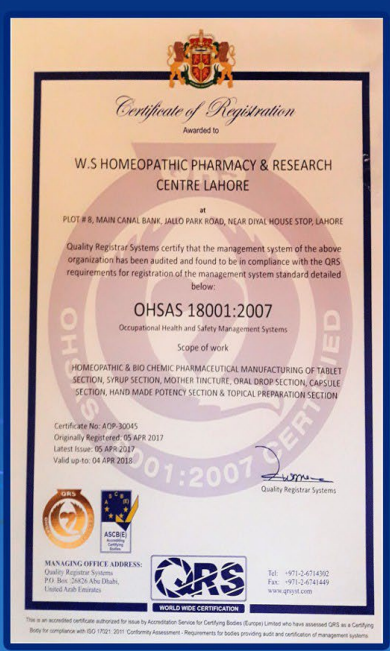 Certificate of Registration
Awarded to
W.S HOMEOPATHIC PHARMACY & RESEARCH
CENTRE LAHORE
at
PLOT # 8, MAIN CANAL BANK, JALLO PARK ROAD, NEAR DIYAL HOUSE STOP, LAHORE
Quality Registrar Systems certify that the management system of the above
organization has been audited and found to be in compliance with the QRS
requirements for registration of the management system standard detailed
below:
OHSAS 18001:2007
Occupational Health and Safety Management Systems
Scope of work
HOMEOPATHIC & BIO CHEMIC PHARMACEUTICAL MANUFACTURING OF TABLET
SECTION, SYRUP SECTION, MOTHER TINCTURE, ORAL DROP SECTION, CAPSULE
SECTION, HAND MADE POTENCY SECTION & TOPICAL PREPARATION SECTION
Certificate No: AOP-30045
Originally Registered: 05 APR 2017
Latest Issue: 05 APR 2017
Valid up-to: 04 APR 2018
Quality Registrar Systems
QRS
ASCB(E)
Accrediting
Certifying
Bodies
MANAGING OFFICE ADDRESS:
Quality Registrar Systems
P.O. Box 26826 Abu Dhabi,
United Arab Emirates
QRS
WORLD WIDE CERTIFICATION
Tel: +971-2-6714302
Fax: +971-2-6741449
www.qrsyst.com
This is an accredited certificate authorized for issue by Accreditation Service for Certifying Bodies (Europe) Limited who have assessed QRS as a Certifying
Body for compliance with ISO 17021: 2011 'Conformity Assessment - Requirements for bodies providing audit and certification of management systems.